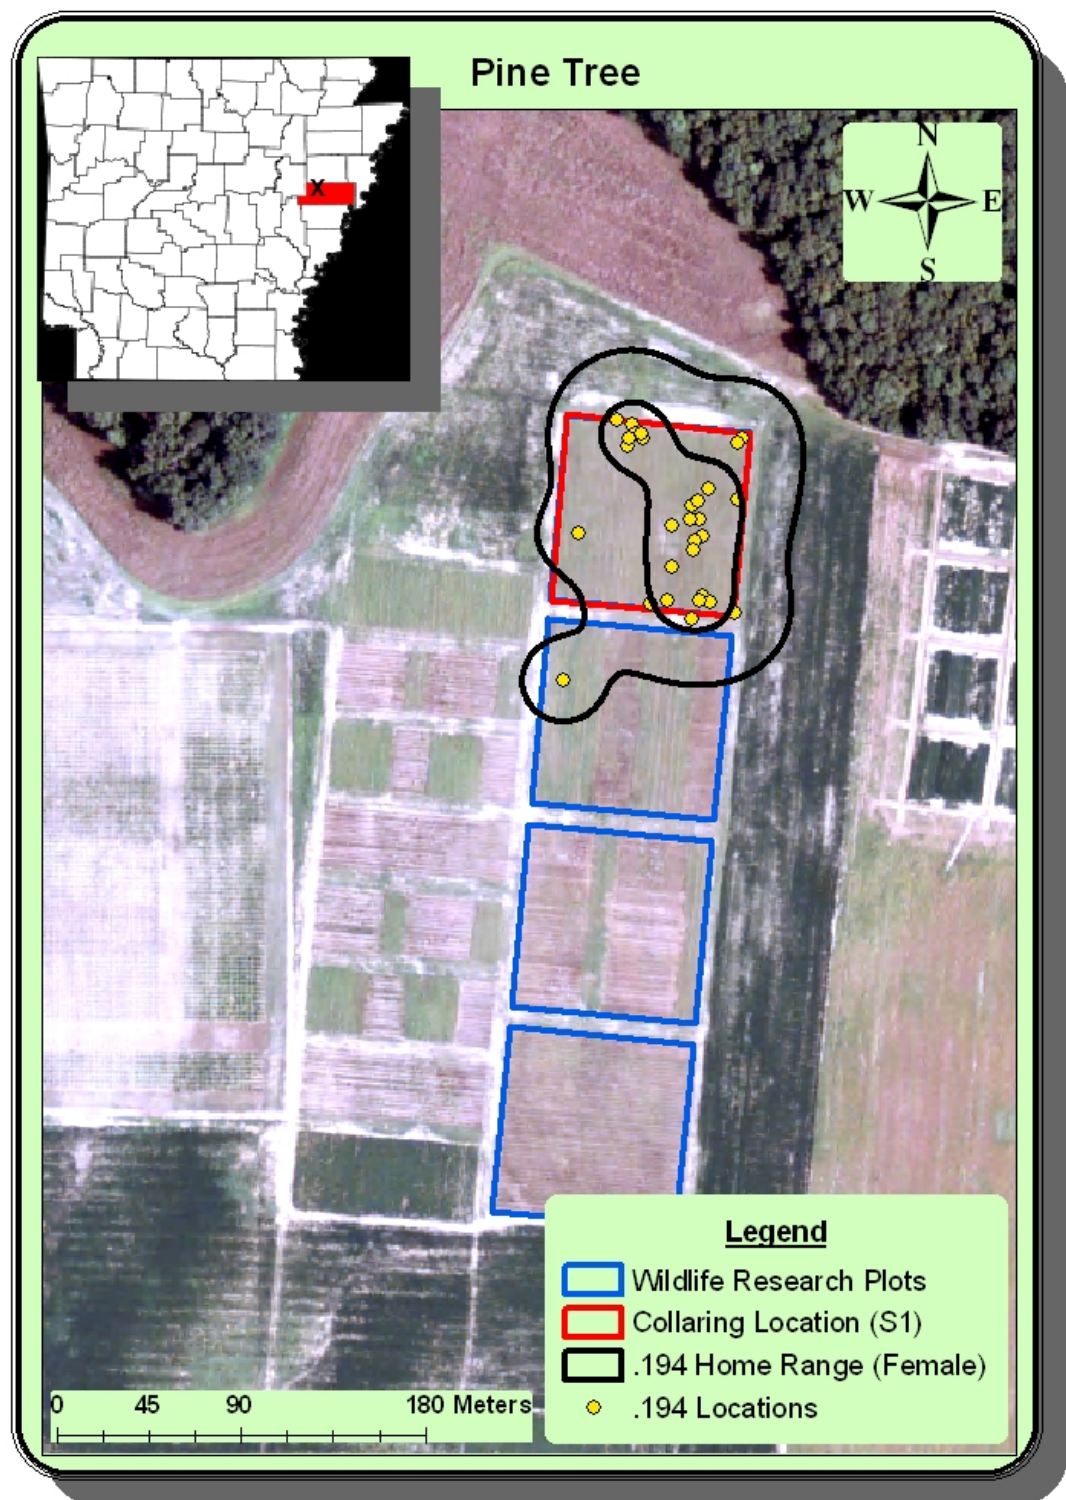 Pine Tree
X
N
W E
S
Legend
Wildlife Research Plots
Collaring Location (S1)
.194 Home Range (Female)
.194 Locations
0 45 90 180 Meters